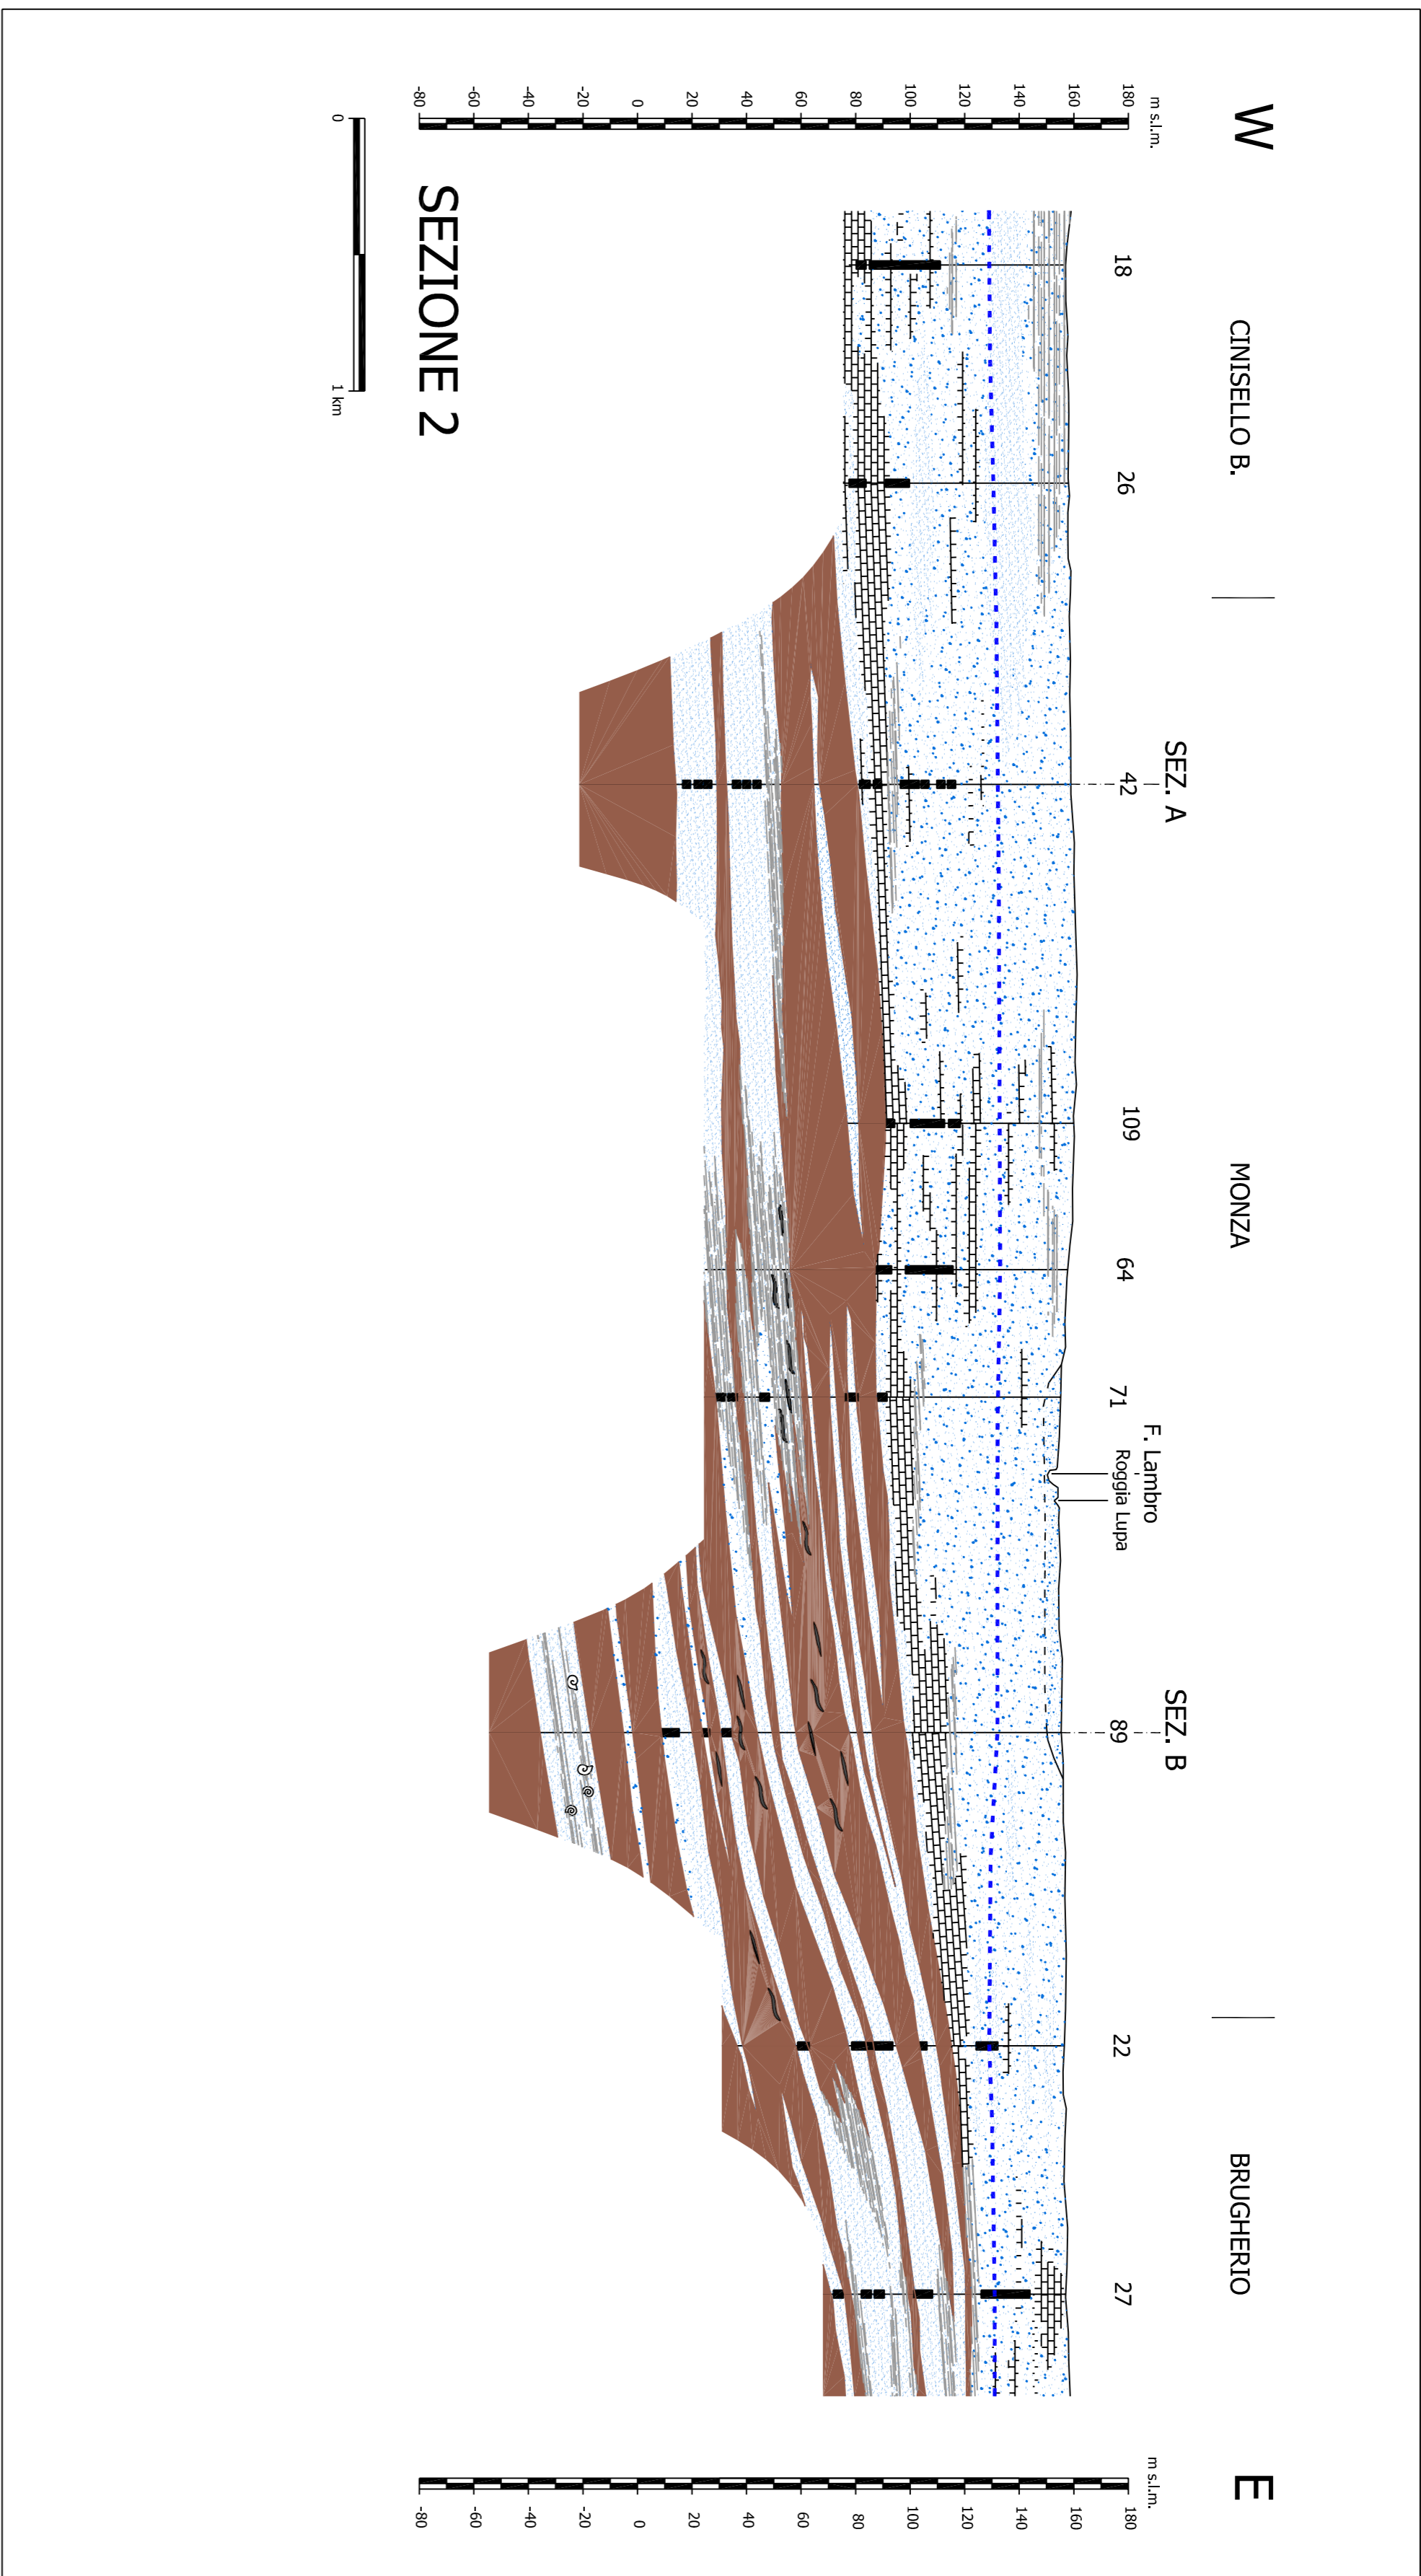 W
E
CINISELLO B.
MONZA
BRUGHERIO
SEZ. A
SEZ. B
F. Lambro
Roggia Lupa
18
26
42
109
64
71
89
22
27
m s.l.m.
180
160
140
120
100
80
60
40
20
0
-20
-40
-60
-80
m s.l.m.
180
160
140
120
100
80
60
40
20
0
-20
-40
-60
-80
SEZIONE 2
0
1 km